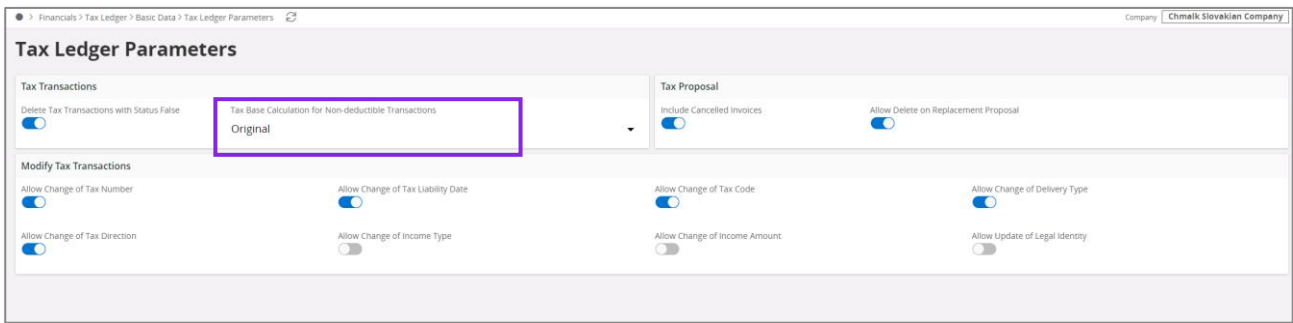 > Financials > Tax Ledger > Basic Data > Tax Ledger Parameters
Company Chmalk Slovakian Company
Tax Ledger Parameters
Tax Transactions
Tax Proposal
Delete Tax Transactions with Status False
Tax Base Calculation for Non-deductible Transactions
Include Cancelled Invoices
Allow Delete on Replacement Proposal
Original
Modify Tax Transactions
Allow Change of Tax Number
Allow Change of Tax Liability Date
Allow Change of Tax Code
Allow Change of Delivery Type
Allow Change of Tax Direction
Allow Change of Income Type
Allow Change of Income Amount
Allow Update of Legal Identity